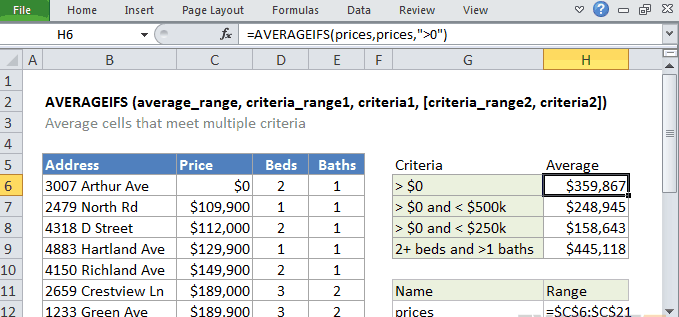 File Home Insert Page Layout Formulas Data Review View
H6 fx =AVERAGEIFS(prices,prices,">0")
A B C D E F G H
1
2 AVERAGEIFS (average_range, criteria_range1, criteria1, [criteria_range2, criteria2])
3 Average cells that meet multiple criteria
4
5 Address Price Beds Baths Criteria Average
6 3007 Arthur Ave $0 2 1 > $0 $359,867
7 2479 North Rd $109,900 1 1 > $0 and < $500k $248,945
8 4318 D Street $112,000 2 1 > $0 and < $250k $158,643
9 4883 Hartland Ave $129,900 1 1 2+ beds and >1 baths $445,118
10 4150 Richland Ave $149,900 2 2
11 2659 Crestview Ln $189,000 3 2 Name Range
12 1233 Green Ave $189,900 3 2 prices =$C$6:$C$21